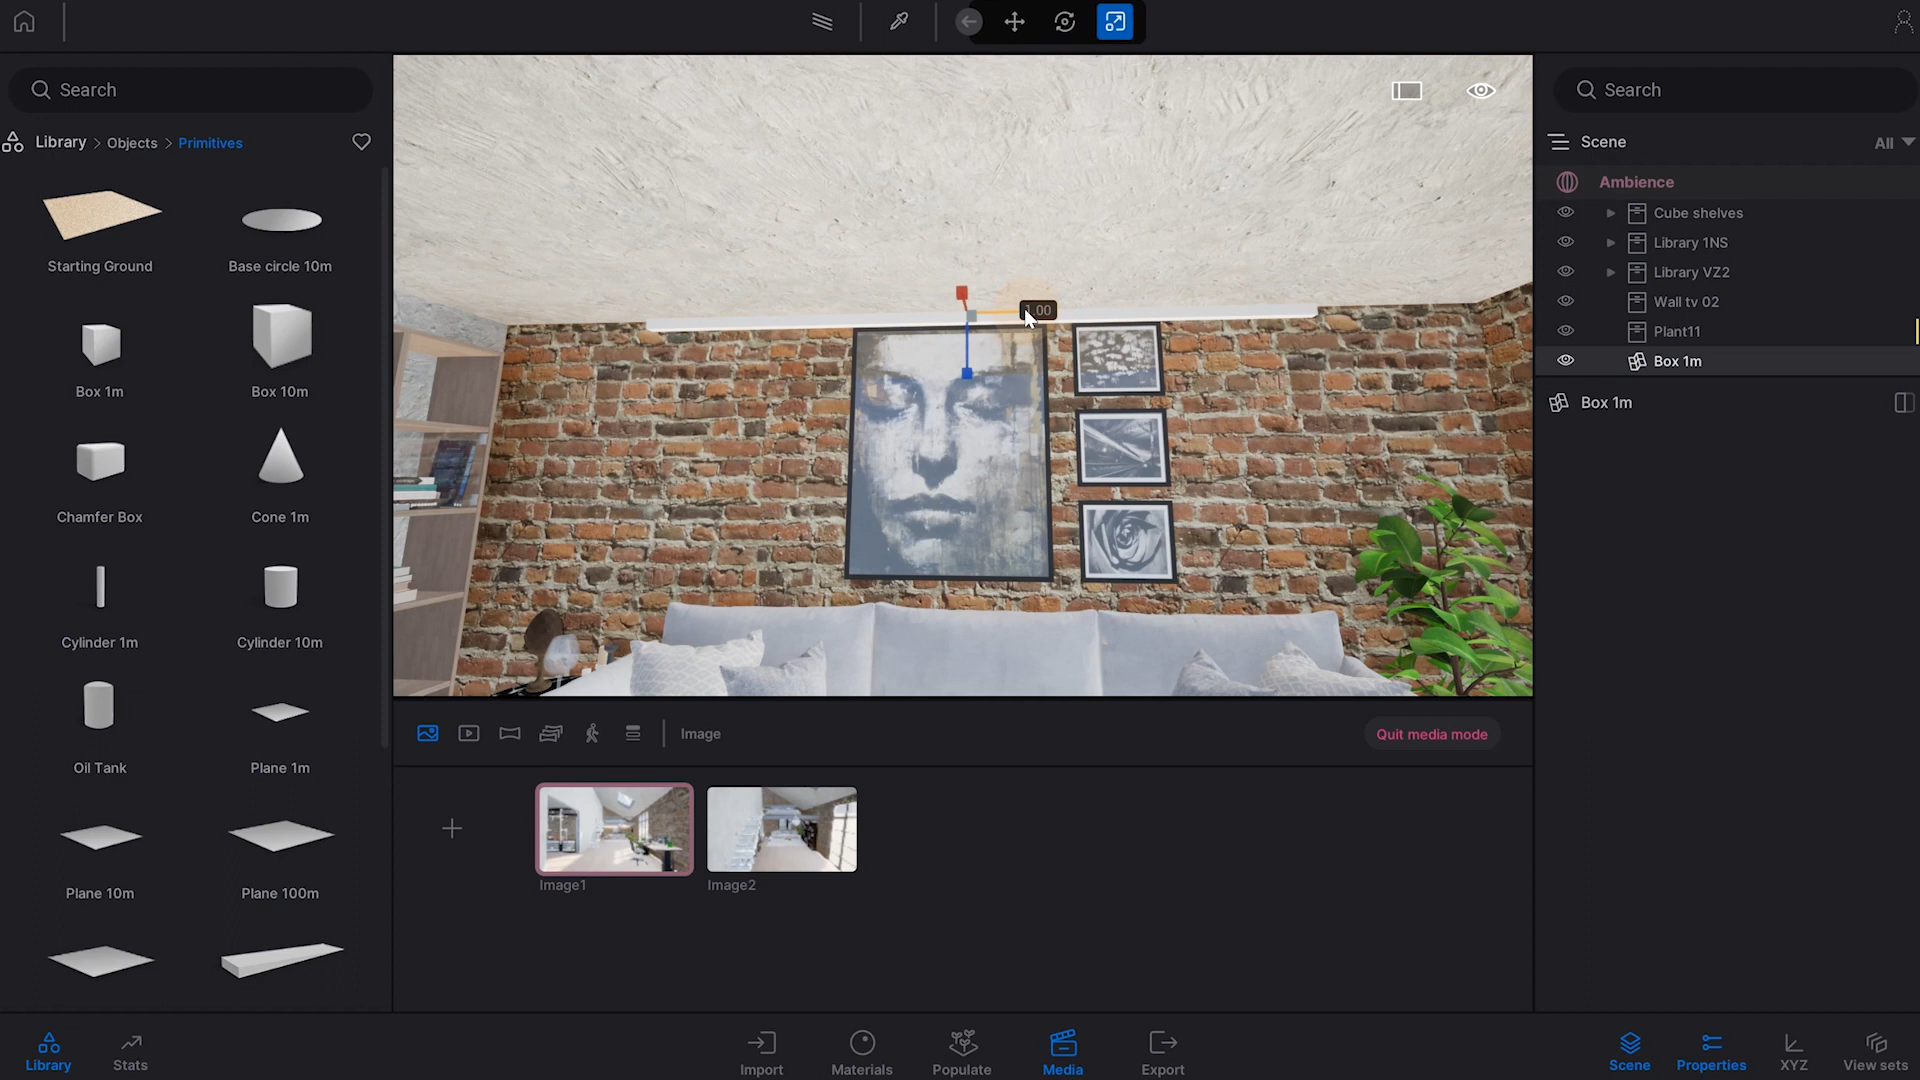 Search
Library > Objects > Primitives
Starting Ground
Base circle 10m
Box 1m
Box 10m
Chamfer Box
Cone 1m
Cylinder 1m
Cylinder 10m
Oil Tank
Plane 1m
Plane 10m
Plane 100m
Library
Stats
1.00
Image
Quit media mode
Image1
Image2
Import
Materials
Populate
Media
Export
Search
Scene
All
Ambience
Cube shelves
Library 1NS
Library VZ2
Wall tv 02
Plant11
Box 1m
Box 1m
Scene
Properties
XYZ
View sets